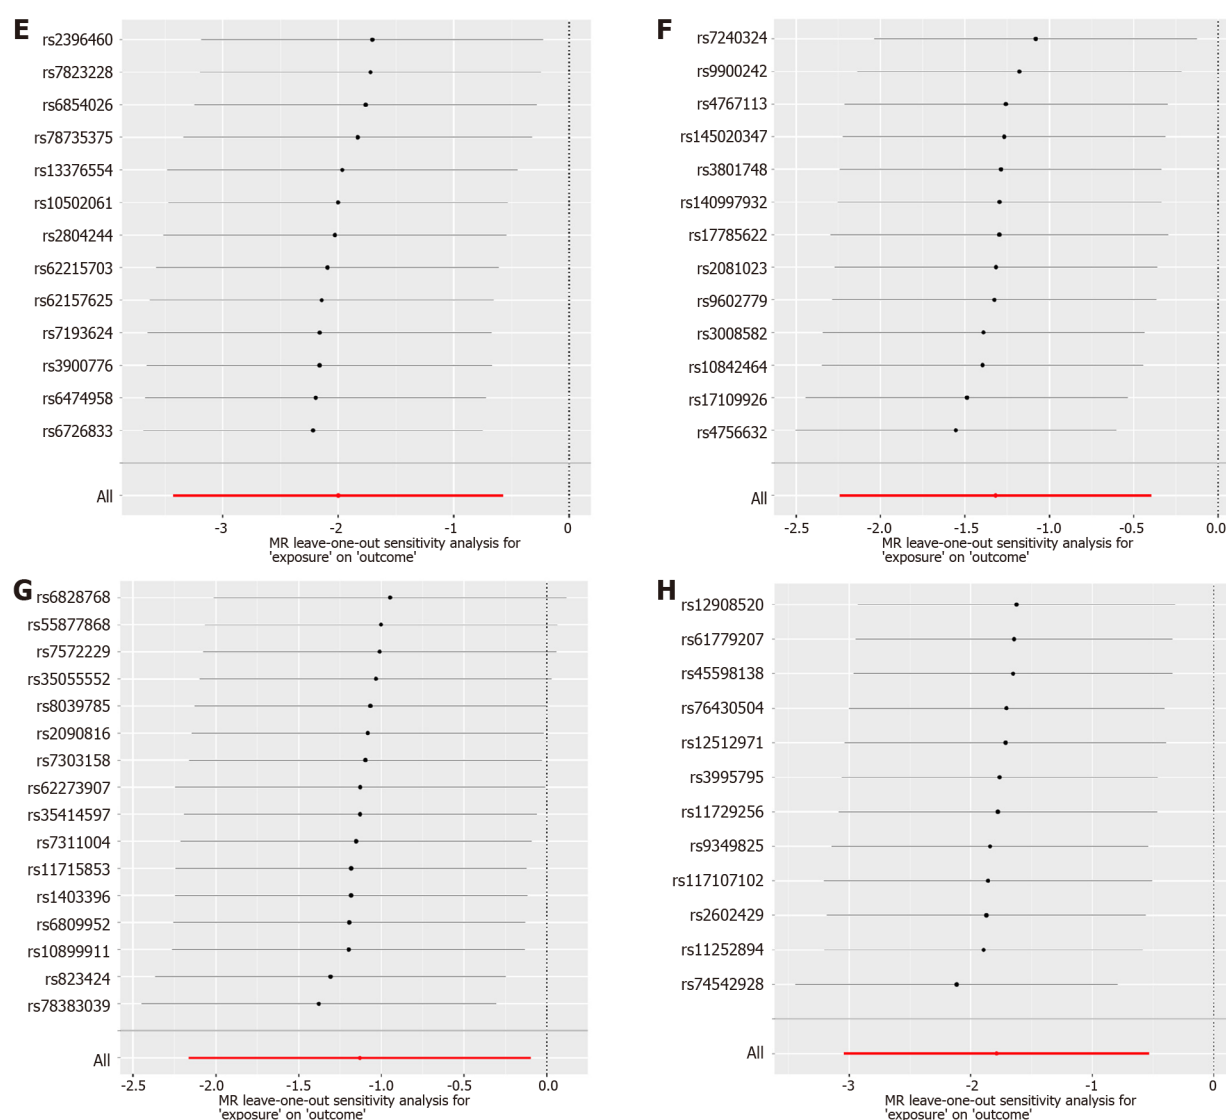 E
rs2396460
rs7823228
rs6854026
rs78735375
rs13376554
rs10502061
rs2804244
rs62215703
rs62157625
rs7193624
rs3900776
rs6474958
rs6726833
All
-3 -2 -1 0
MR leave-one-out sensitivity analysis for
'exposure' on 'outcome'
F
rs7240324
rs9900242
rs4767113
rs145020347
rs3801748
rs140997932
rs17785622
rs2081023
rs9602779
rs3008582
rs10842464
rs17109926
rs4756632
All
-2.5 -2.0 -1.5 -1.0 -0.5 0.0
MR leave-one-out sensitivity analysis for
'exposure' on 'outcome'
G
rs6828768
rs55877868
rs7572229
rs35055552
rs8039785
rs2090816
rs7303158
rs62273907
rs35414597
rs7311004
rs11715853
rs1403396
rs6809952
rs10899911
rs823424
rs78383039
All
-2.5 -2.0 -1.5 -1.0 -0.5 0.0
MR leave-one-out sensitivity analysis for
'exposure' on 'outcome'
H
rs12908520
rs61779207
rs45598138
rs76430504
rs12512971
rs3995795
rs11729256
rs9349825
rs117107102
rs2602429
rs11252894
rs74542928
All
-3 -2 -1 0
MR leave-one-out sensitivity analysis for
'exposure' on 'outcome'